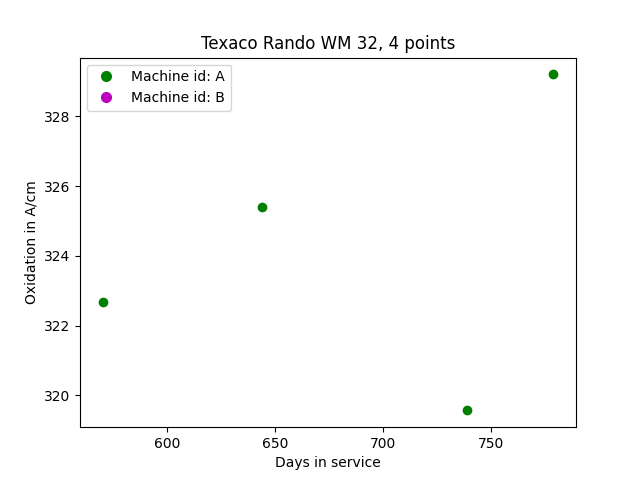 Texaco Rando WM 32, 4 points
Machine id: A
Machine id: B
Oxidation in A/cm
328
326
324
322
320
600
650
700
750
Days in service